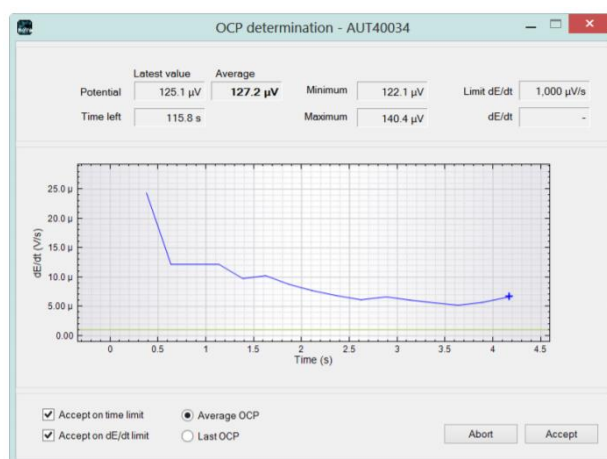 OCP determination - AUT40034
Latest value Average
Potential 125.1 µV 127.2 µV Minimum 122.1 µV Limit dE/dt 1,000 µV/s
Time left 115.8 s Maximum 140.4 µV dE/dt -
25.0 µ
20.0 µ
15.0 µ
10.0 µ
5.00 µ
0.00
dE/dt (V/s)
0 0.5 1 1.5 2 2.5 3 3.5 4 4.5
Time (s)
Accept on time limit Average OCP
Accept on dE/dt limit Last OCP
Abort Accept